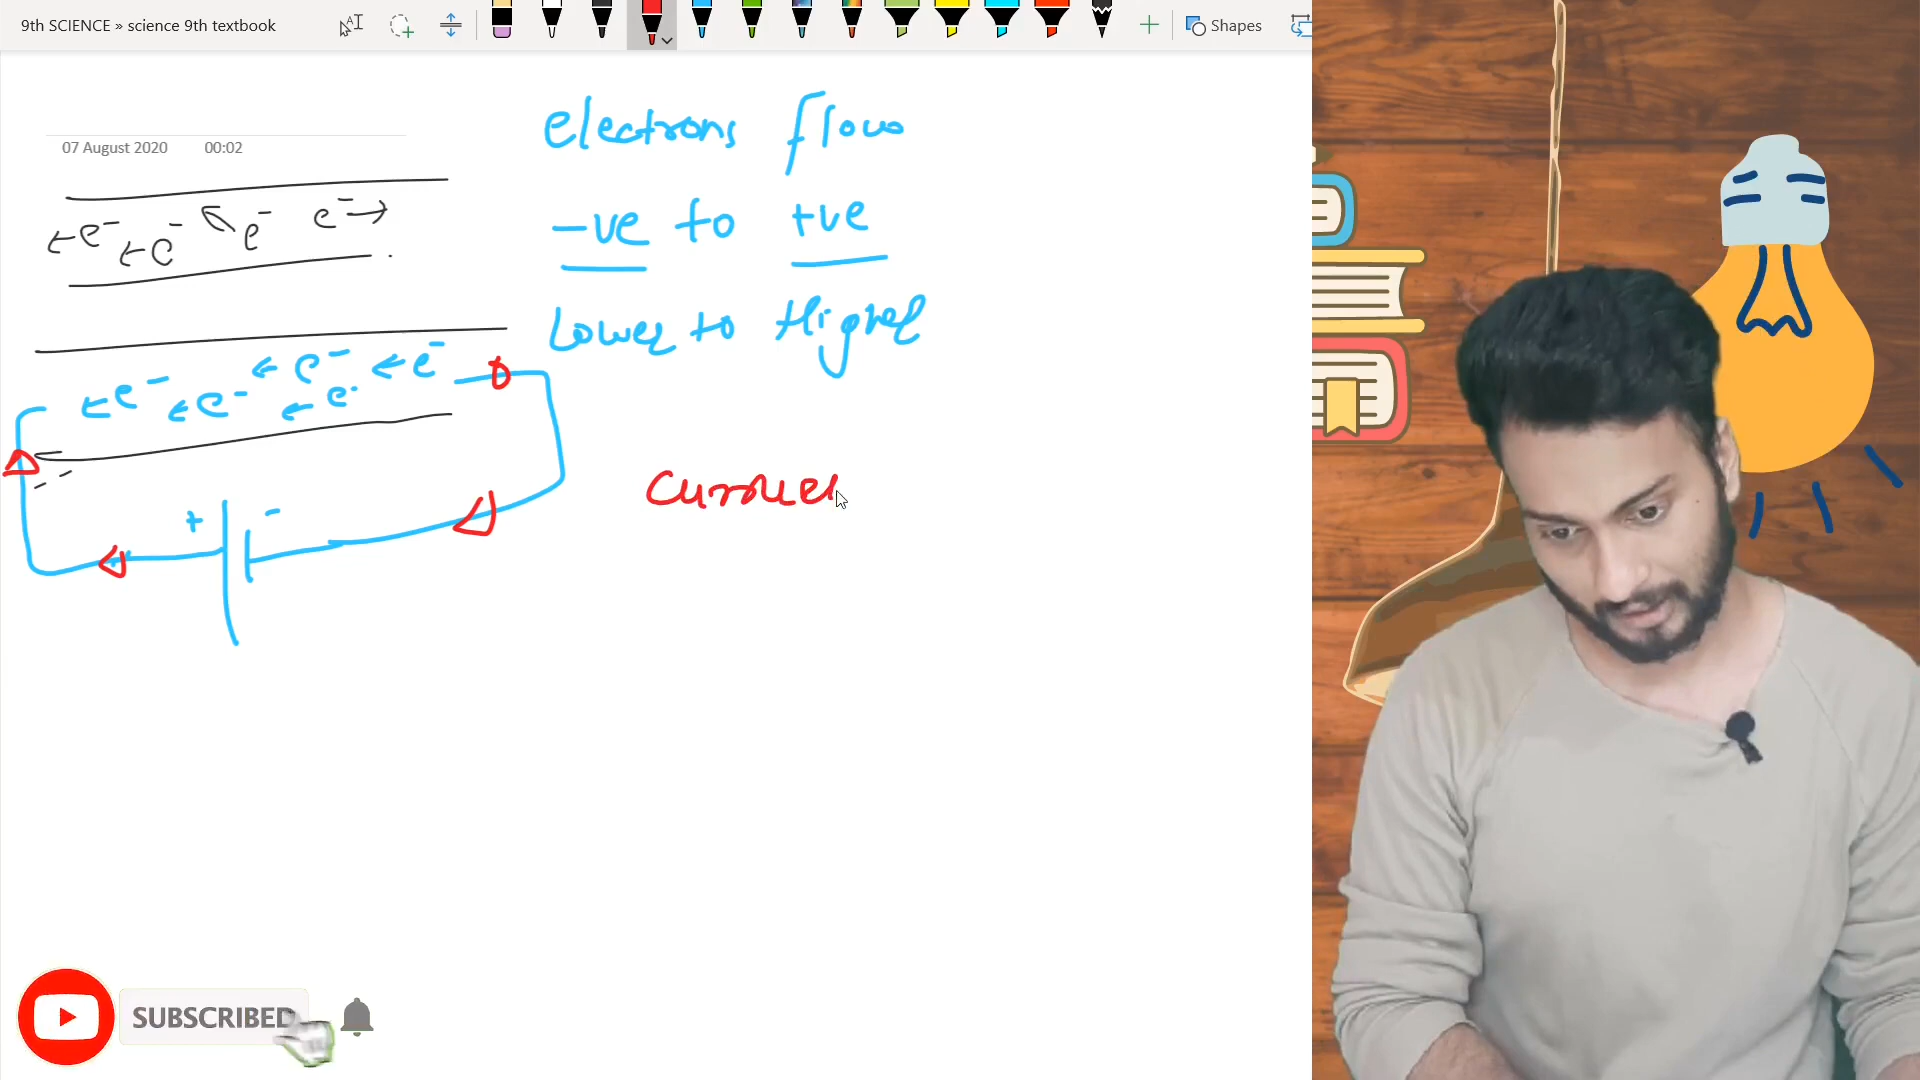 9th SCIENCE » science 9th textbook
Shapes
07 August 2020 00:02
electrons flow
-ve to +ve
Lower to Higher
e- e- e- e-
e- e- e- e- e-
+ -
Curre
SUBSCRIBED